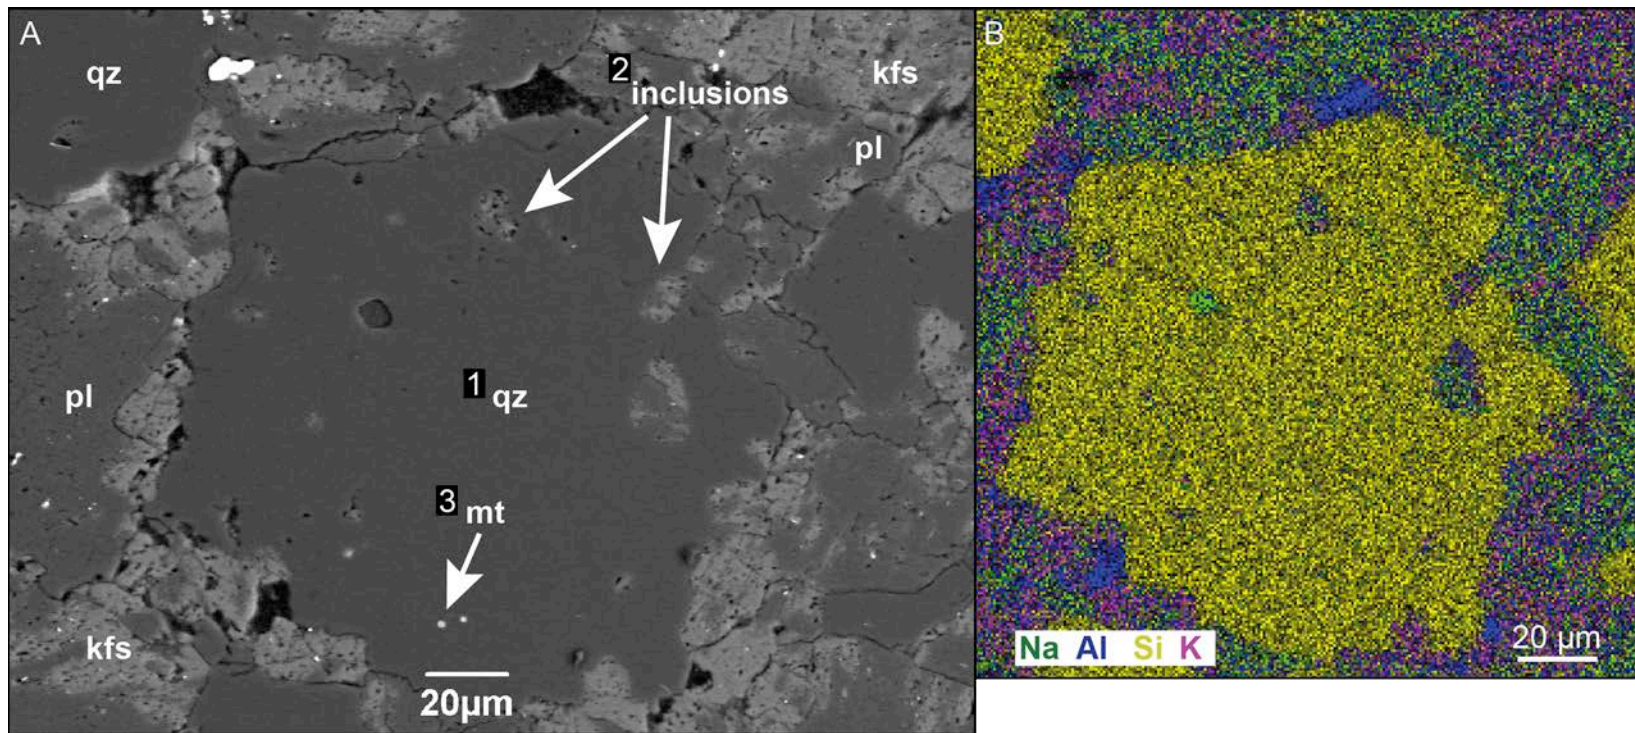 A
qz
2 inclusions
kfs
pl
pl
1 qz
3 mt
kfs
20µm
B
Na Al Si K
20 µm